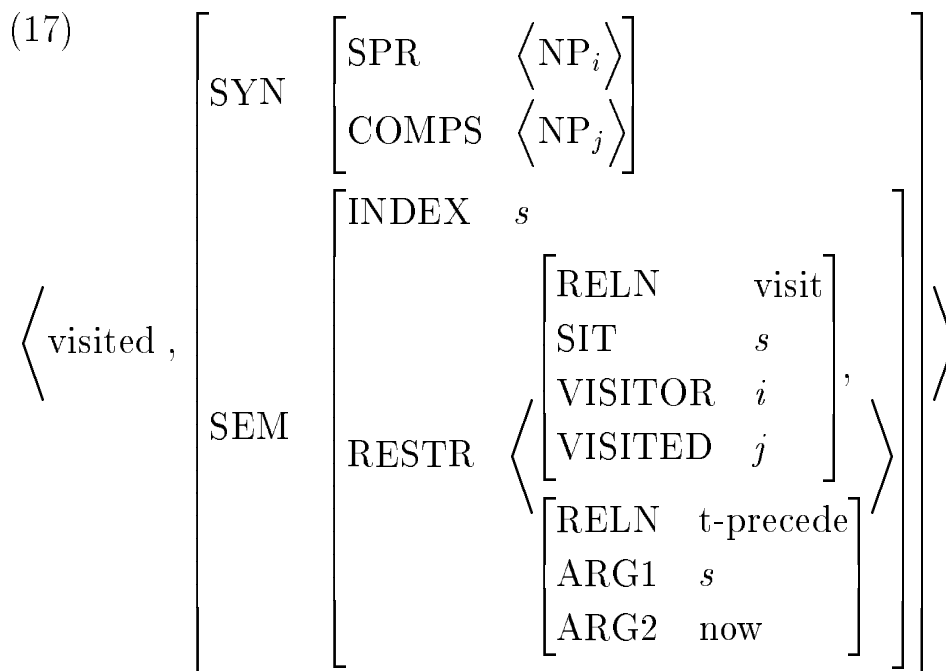 (17)
SPR ⟨NP_i⟩
SYN
COMPS ⟨NP_j⟩
INDEX s
RELN visit
⟨visited , SIT s
VISITOR i ,
SEM
RESTR ⟨ VISITED j ⟩
RELN t-precede
ARG1 s
ARG2 now